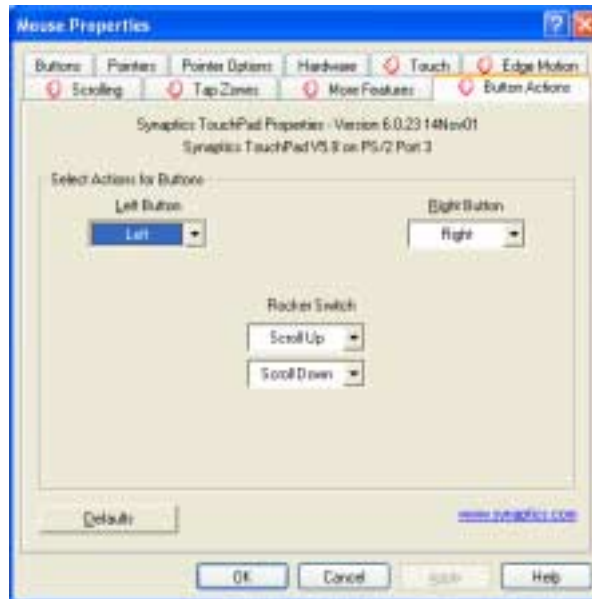 Mouse Properties
Buttons Pointers Pointer Options Hardware Touch Edge Motion
Scrolling Tap Zones More Features Button Actions
Synaptics TouchPad Properties - Version 6.0.23 14Nov01
Synaptics TouchPad V5.8 on PS/2 Port 3
Select Actions for Buttons
Left Button Right Button
Left Right
Rocker Switch
Scroll Up
Scroll Down
Defaults www.synaptics.com
OK Cancel Apply Help